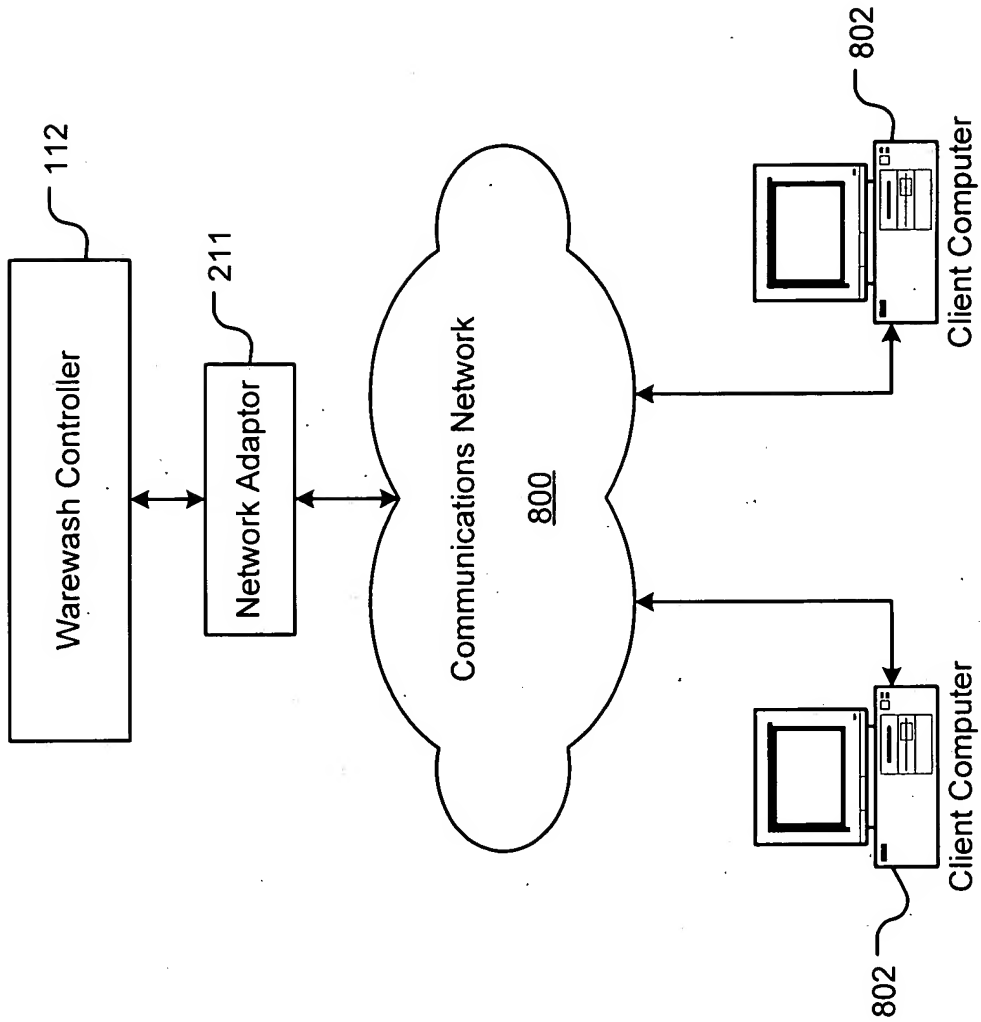 Warewash Controller
112
Network Adaptor
211
Communications Network
800
802
Client Computer
802
Client Computer